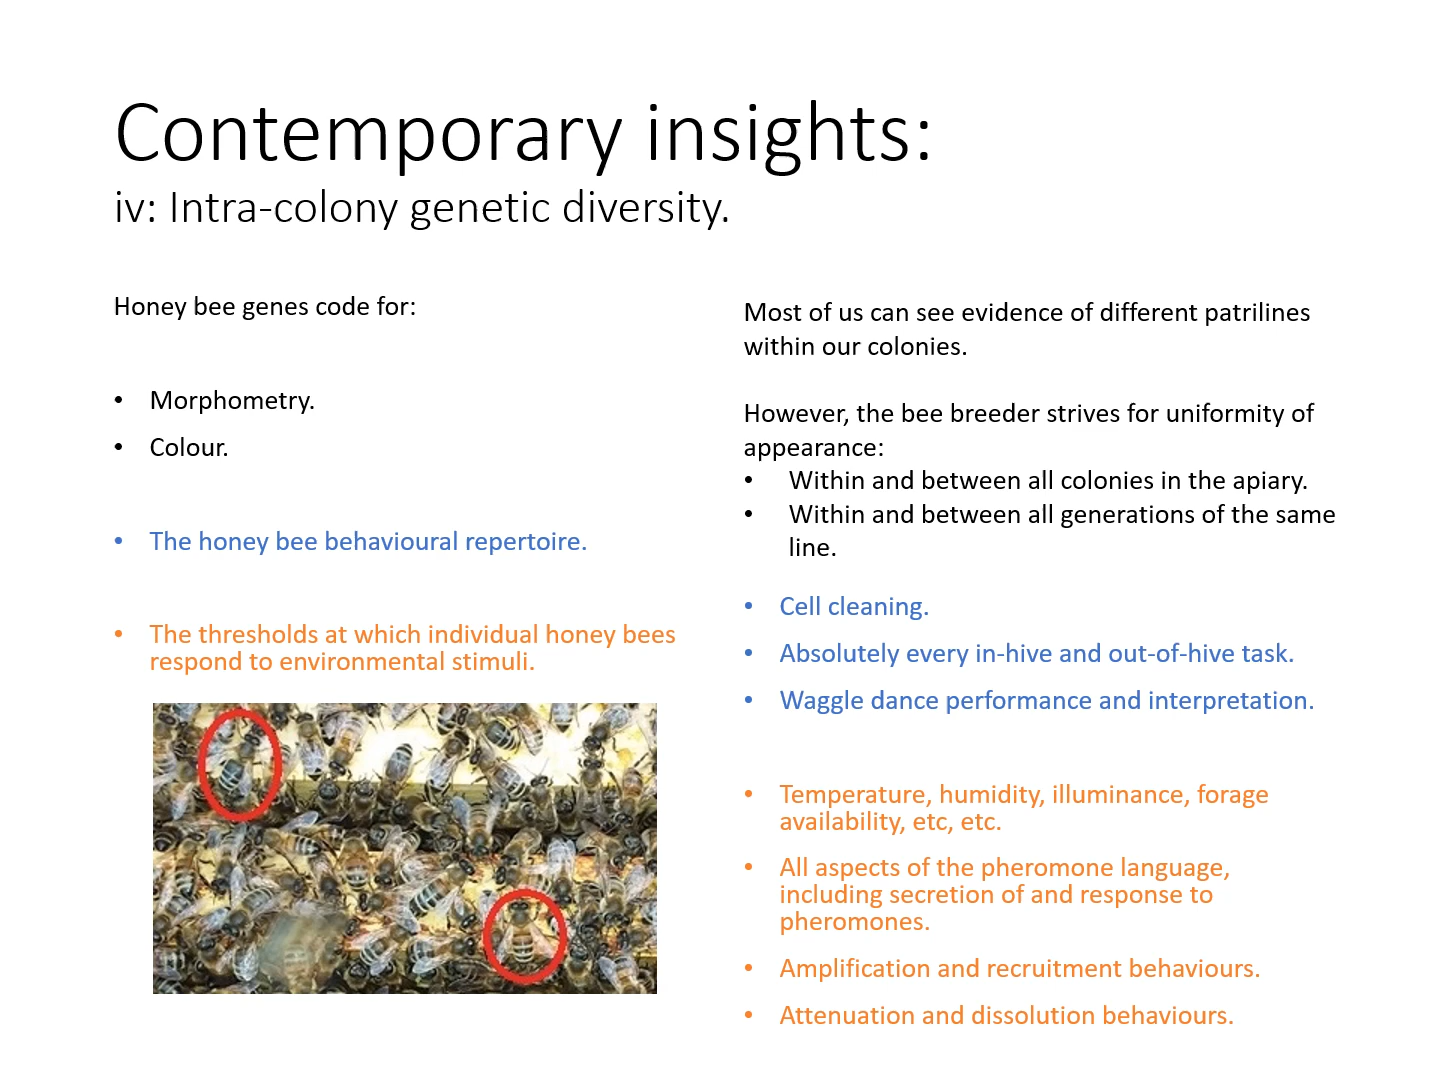 Contemporary insights:
iv: Intra-colony genetic diversity.
Honey bee genes code for:
• Morphometry.
• Colour.
• The honey bee behavioural repertoire.
• The thresholds at which individual honey bees
respond to environmental stimuli.
Most of us can see evidence of different patrilines
within our colonies.
However, the bee breeder strives for uniformity of
appearance:
• Within and between all colonies in the apiary.
• Within and between all generations of the same
line.
• Cell cleaning.
• Absolutely every in-hive and out-of-hive task.
• Waggle dance performance and interpretation.
• Temperature, humidity, illuminance, forage
availability, etc, etc.
• All aspects of the pheromone language,
including secretion of and response to
pheromones.
• Amplification and recruitment behaviours.
• Attenuation and dissolution behaviours.